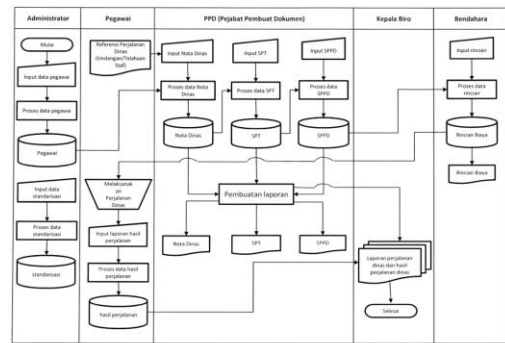 Administrator
Pegawai
PPD (Pejabat Pembuat Dokumen)
Kepala Biro
Bendahara
Mulai
Input data pegawai
Proses data pegawai
Pegawai
Input data
standarisasi
Proses data
standarisasi
standarisasi
Referensi Perjalanan
Dinas
(Undangan/Telahaan
Staf)
Melaksanak
an
Perjalanan
Dinas
Input laporan hasil
perjalanan
Proses data hasil
perjalanan
hasil perjalanan
Input Nota Dinas
Proses data Nota
Dinas
Nota Dinas
Input SPT
Proses data SPT
SPT
Input SPPD
Proses data
SPPD
SPPD
Pembuatan laporan
Nota Dinas
SPT
SPPD
Laporan perjalanan
dinas dan hasil
perjalanan dinas
Selesai
Input rincian
Proses data
rincian
Rincian Biaya
Rincian Biaya